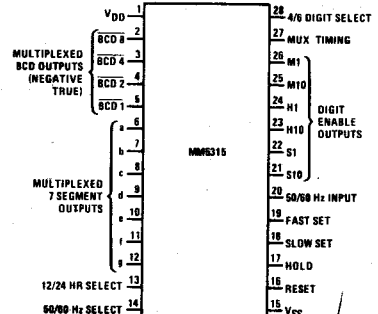 VDD 1
BCD 8 2
BCD 4 3
BCD 2 4
BCD 1 5
MULTIPLEXED
BCD OUTPUTS
(NEGATIVE
TRUE)
a 6
b 7
c 8
d 9
e 10
f 11
g 12
MULTIPLEXED
7 SEGMENT
OUTPUTS
12/24 HR SELECT 13
50/60 Hz SELECT 14
MM5315
28 4/6 DIGIT SELECT
27 MUX TIMING
26 M1
25 M10
24 H1
23 H10
22 S1
21 S10
DIGIT
ENABLE
OUTPUTS
20 50/60 Hz INPUT
19 FAST SET
18 SLOW SET
17 HOLD
16 RESET
15 VSS